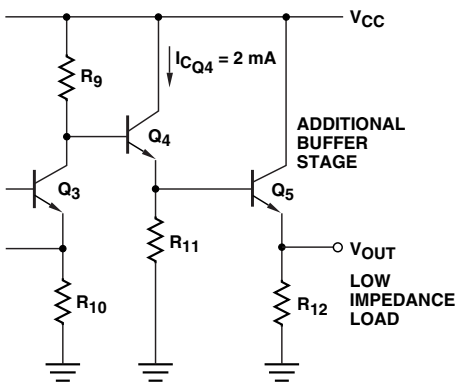 VCC
ICQ4 = 2 mA
R9
Q4
ADDITIONAL
BUFFER
STAGE
Q3
Q5
R11
VOUT
R10
R12
LOW
IMPEDANCE
LOAD